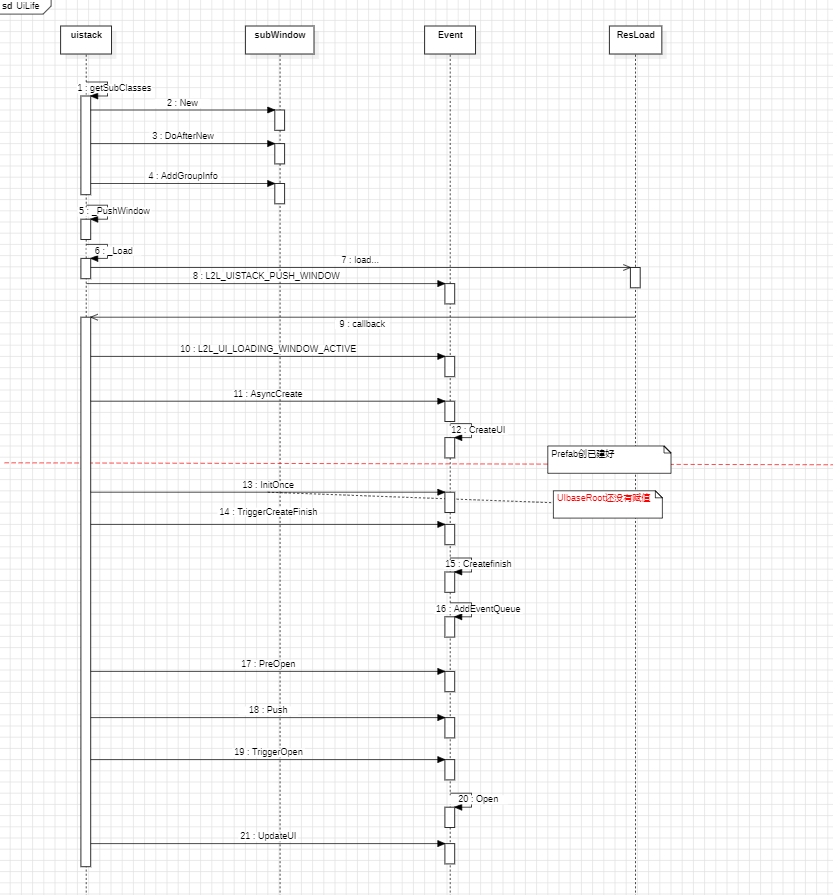 sd UiLife
uistack
subWindow
Event
ResLoad
1 : getSubClasses
2 : New
3 : DoAfterNew
4 : AddGroupInfo
5 : _PushWindow
6 : _Load
7 : load...
8 : L2L_UISTACK_PUSH_WINDOW
9 : callback
10 : L2L_UI_LOADING_WINDOW_ACTIVE
11 : AsyncCreate
12 : CreateUI
Prefab创已建好
13 : InitOnce
UIbaseRoot还没有赋值
14 : TriggerCreateFinish
15 : Createfinish
16 : AddEventQueue
17 : PreOpen
18 : Push
19 : TriggerOpen
20 : Open
21 : UpdateUI